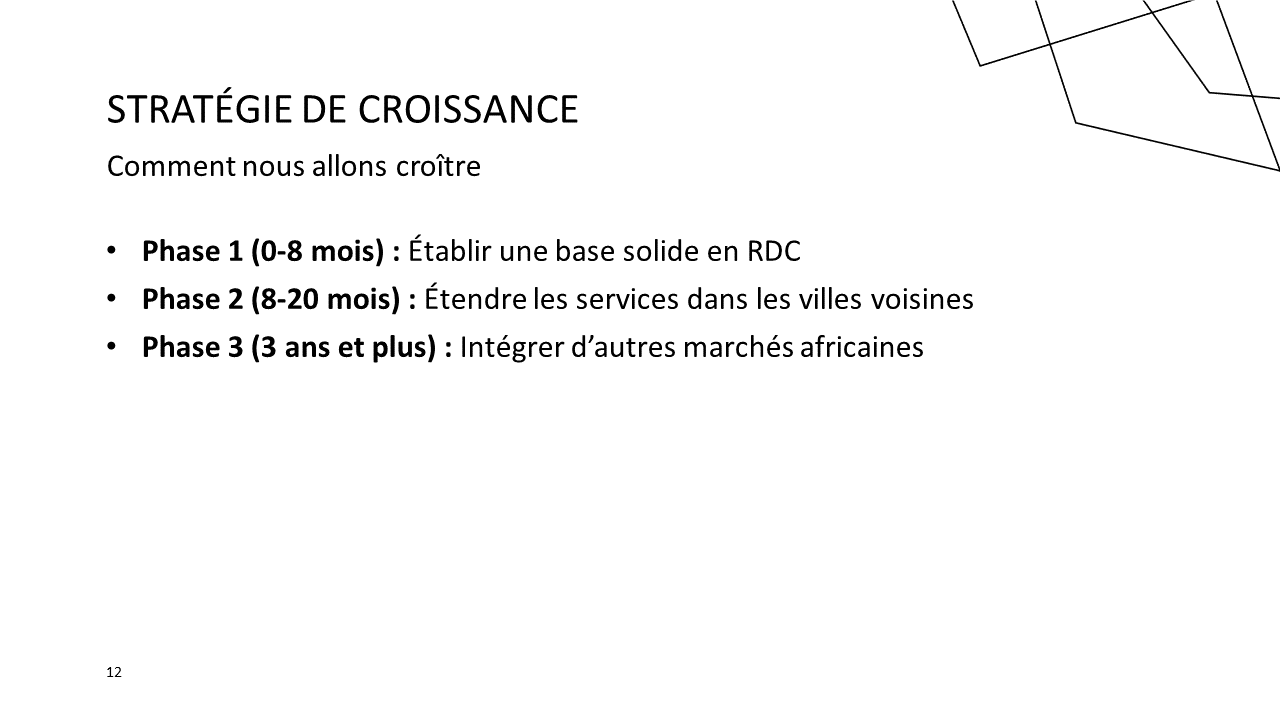 STRATÉGIE DE CROISSANCE
Comment nous allons croître
• Phase 1 (0-8 mois) : Établir une base solide en RDC
• Phase 2 (8-20 mois) : Étendre les services dans les villes voisines
• Phase 3 (3 ans et plus) : Intégrer d’autres marchés africaines
12